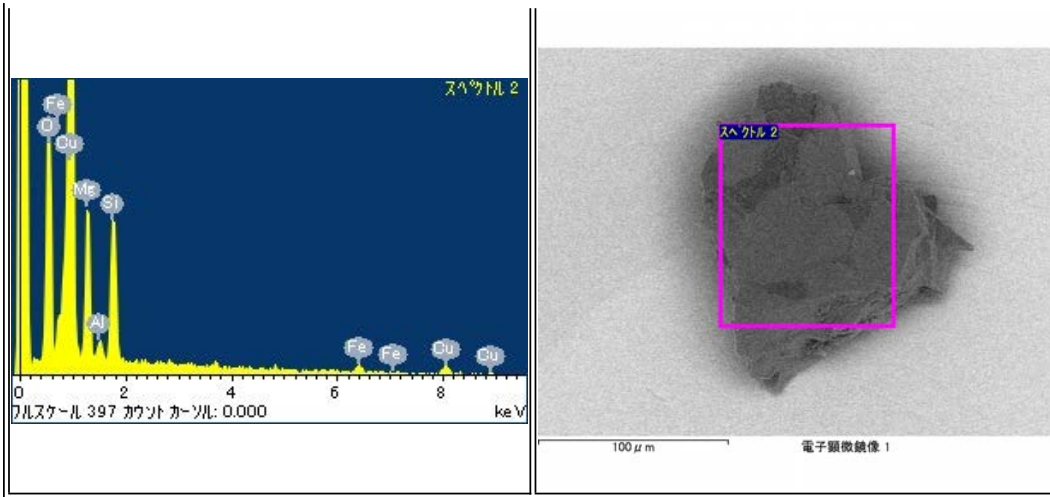 スペクトル 2
Fe
O
Cu
Mg
Si
Al
Fe
Fe
Cu
Cu
0 2 4 6 8
フルスケール 397 カウント カーソル: 0.000 keV
スペクトル 2
100μm 電子顕微鏡像 1